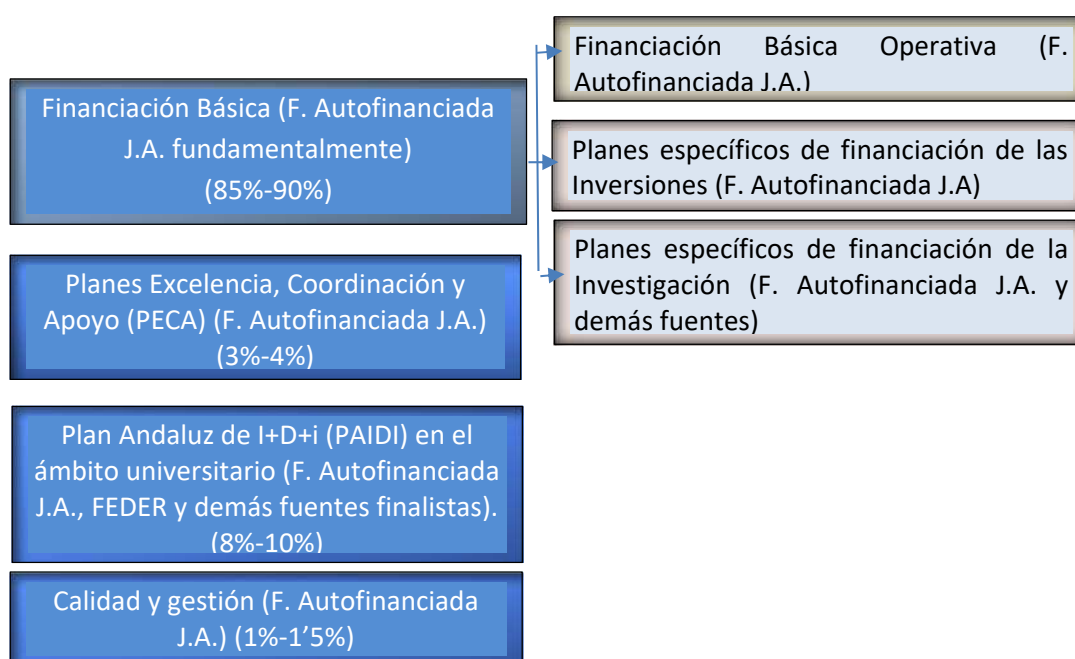 Financiación Básica (F. Autofinanciada
J.A. fundamentalmente)
(85%-90%)
Financiación Básica Operativa (F.
Autofinanciada J.A.)
Planes específicos de financiación de las
Inversiones (F. Autofinanciada J.A)
Planes específicos de financiación de la
Investigación (F. Autofinanciada J.A. y
demás fuentes)
Planes Excelencia, Coordinación y
Apoyo (PECA) (F. Autofinanciada J.A.)
(3%-4%)
Plan Andaluz de I+D+i (PAIDI) en el
ámbito universitario (F. Autofinanciada
J.A., FEDER y demás fuentes finalistas).
(8%-10%)
Calidad y gestión (F. Autofinanciada
J.A.) (1%-1’5%)